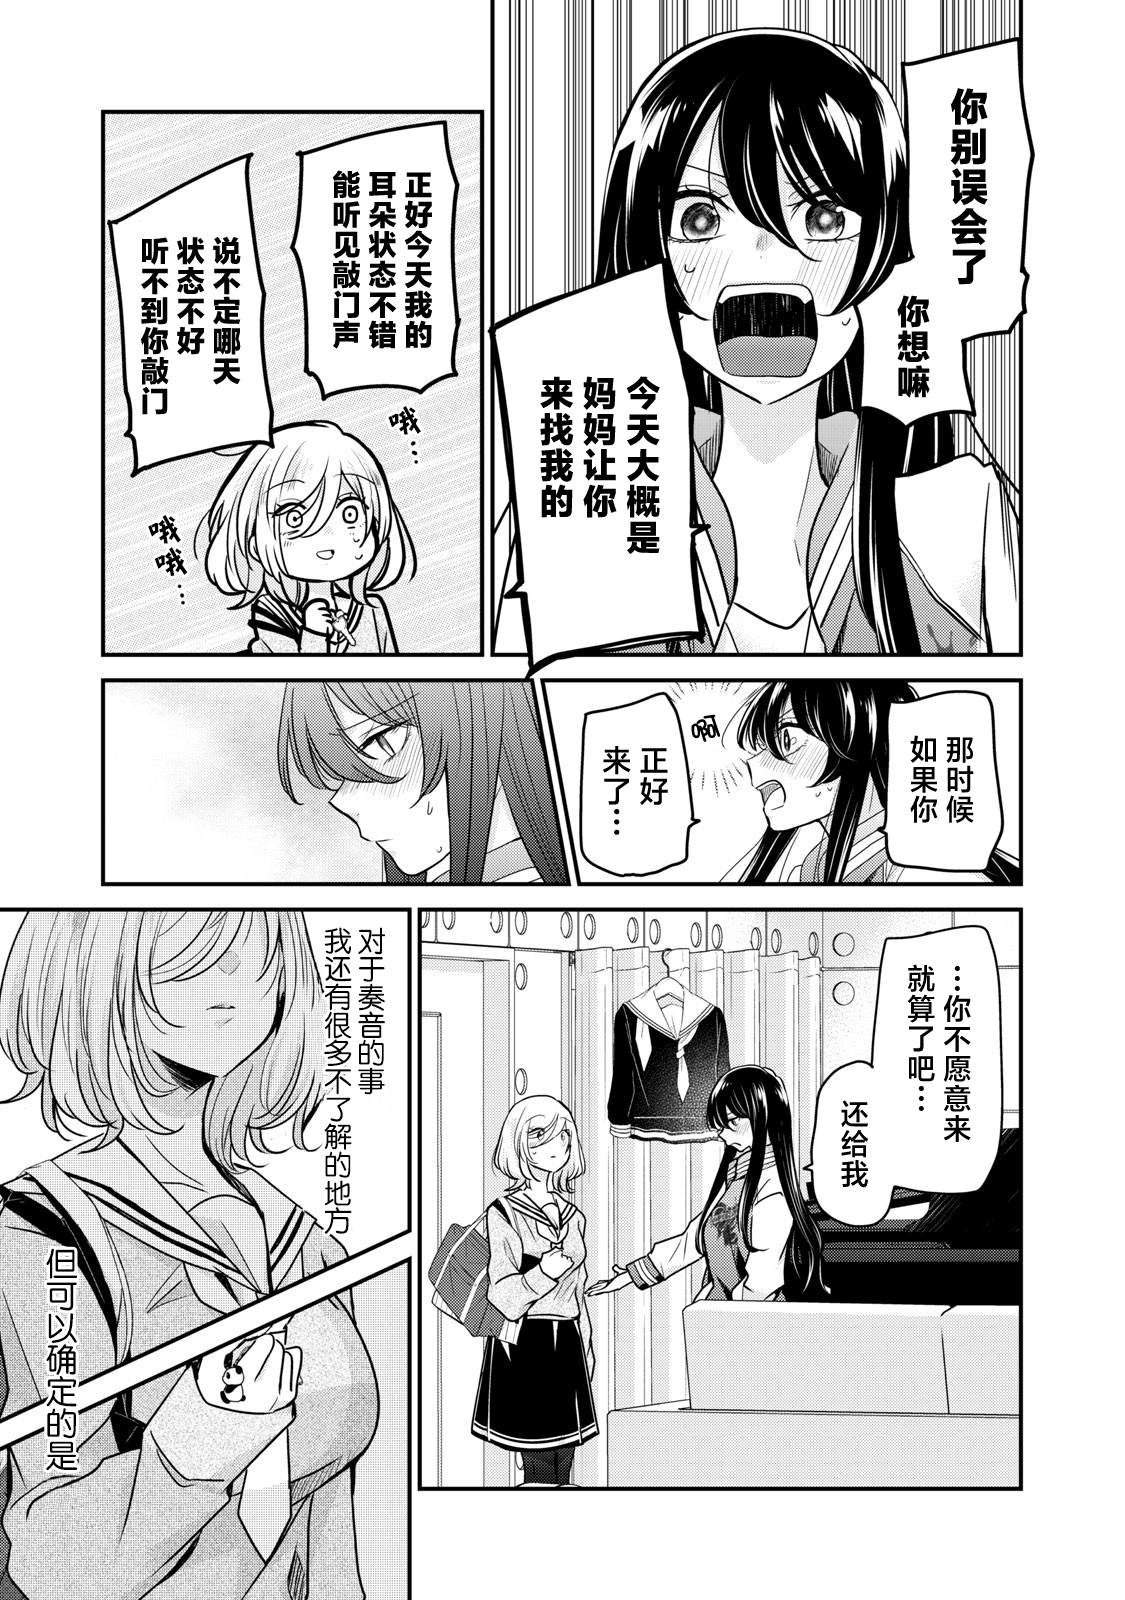 你别误会了
你想嘛
今天大概是
妈妈让你
来找我的
正好今天我的
耳朵状态不错
能听见敲门声
说不定哪天
状态不好
听不到你敲门
哦…
哦
哦…
那时候
如果你
正好
来了…
…你不愿意来
就算了吧…
还给我
对于奏音的事
我还有很多不了解的地方
但可以确定的是